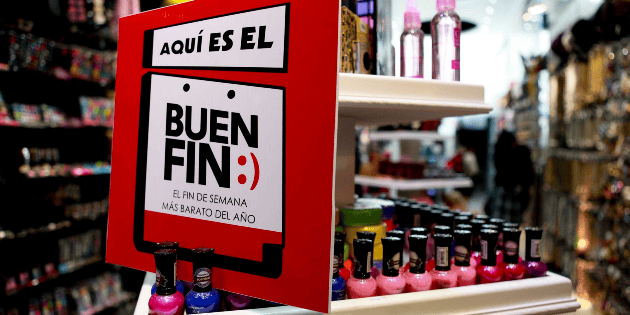 AQUÍ ES EL
BUEN
FIN:)
EL FIN DE SEMANA
MÁS BARATO DEL AÑO